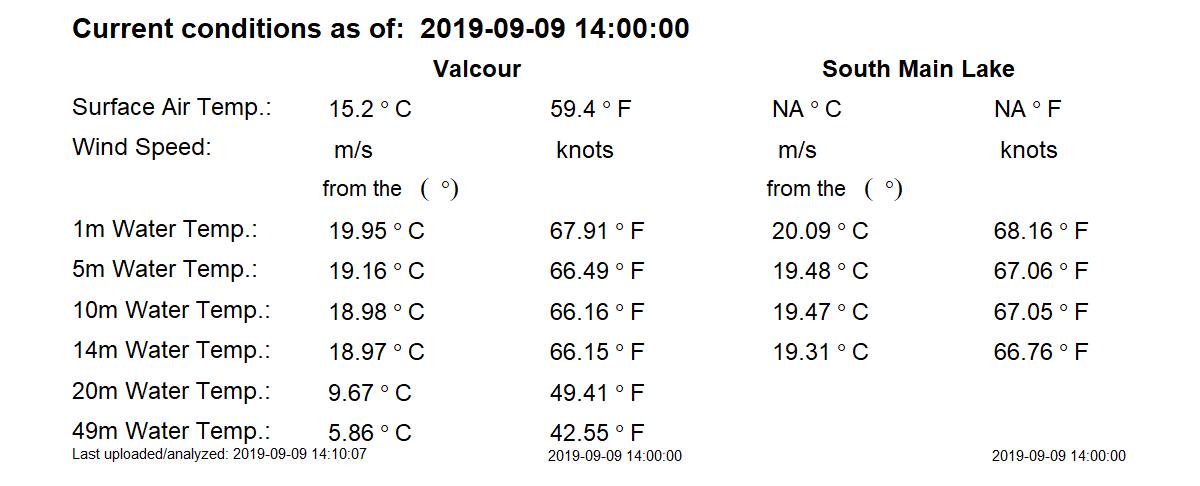 Current conditions as of: 2019-09-09 14:00:00
Valcour South Main Lake
Surface Air Temp.: 15.2 ° C 59.4 ° F NA ° C NA ° F
Wind Speed: m/s knots m/s knots
from the ( °) from the ( °)
1m Water Temp.: 19.95 ° C 67.91 ° F 20.09 ° C 68.16 ° F
5m Water Temp.: 19.16 ° C 66.49 ° F 19.48 ° C 67.06 ° F
10m Water Temp.: 18.98 ° C 66.16 ° F 19.47 ° C 67.05 ° F
14m Water Temp.: 18.97 ° C 66.15 ° F 19.31 ° C 66.76 ° F
20m Water Temp.: 9.67 ° C 49.41 ° F
49m Water Temp.: 5.86 ° C 42.55 ° F
Last uploaded/analyzed: 2019-09-09 14:10:07 2019-09-09 14:00:00 2019-09-09 14:00:00